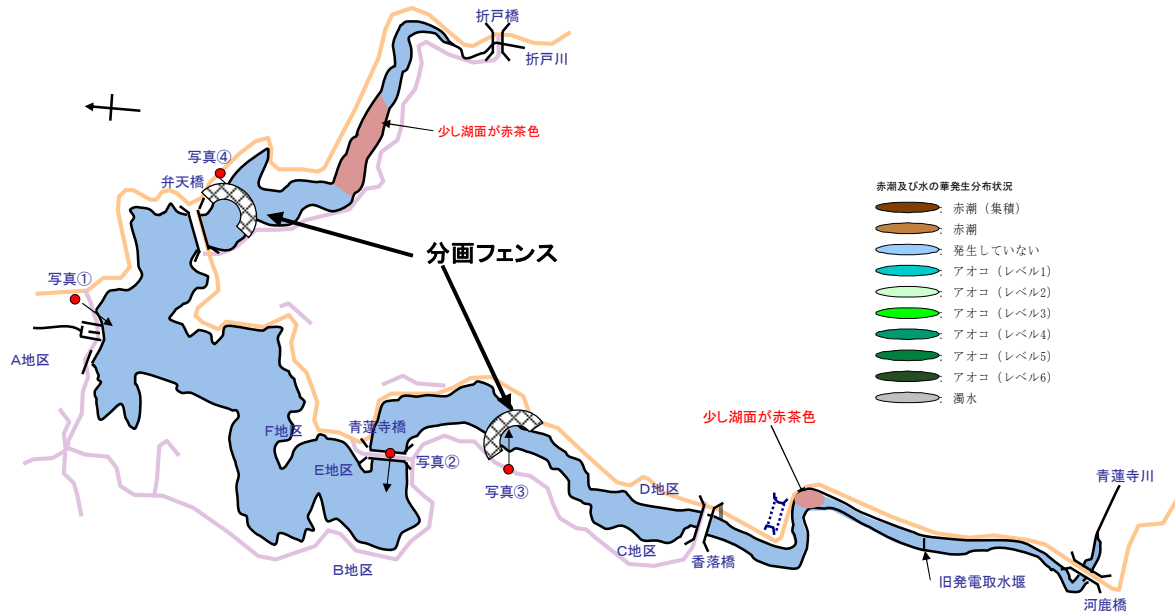 折戸橋
折戸川
少し湖面が赤茶色
写真④
弁天橋
分画フェンス
写真①
A地区
F地区
青蓮寺橋
E地区
写真②
写真③
B地区
D地区
C地区
香落橋
少し湖面が赤茶色
青蓮寺川
旧発電取水堰
河鹿橋
赤潮及び水の華発生分布状況
: 赤潮（集積）
: 赤潮
: 発生していない
: アオコ（レベル1）
: アオコ（レベル2）
: アオコ（レベル3）
: アオコ（レベル4）
: アオコ（レベル5）
: アオコ（レベル6）
: 濁水